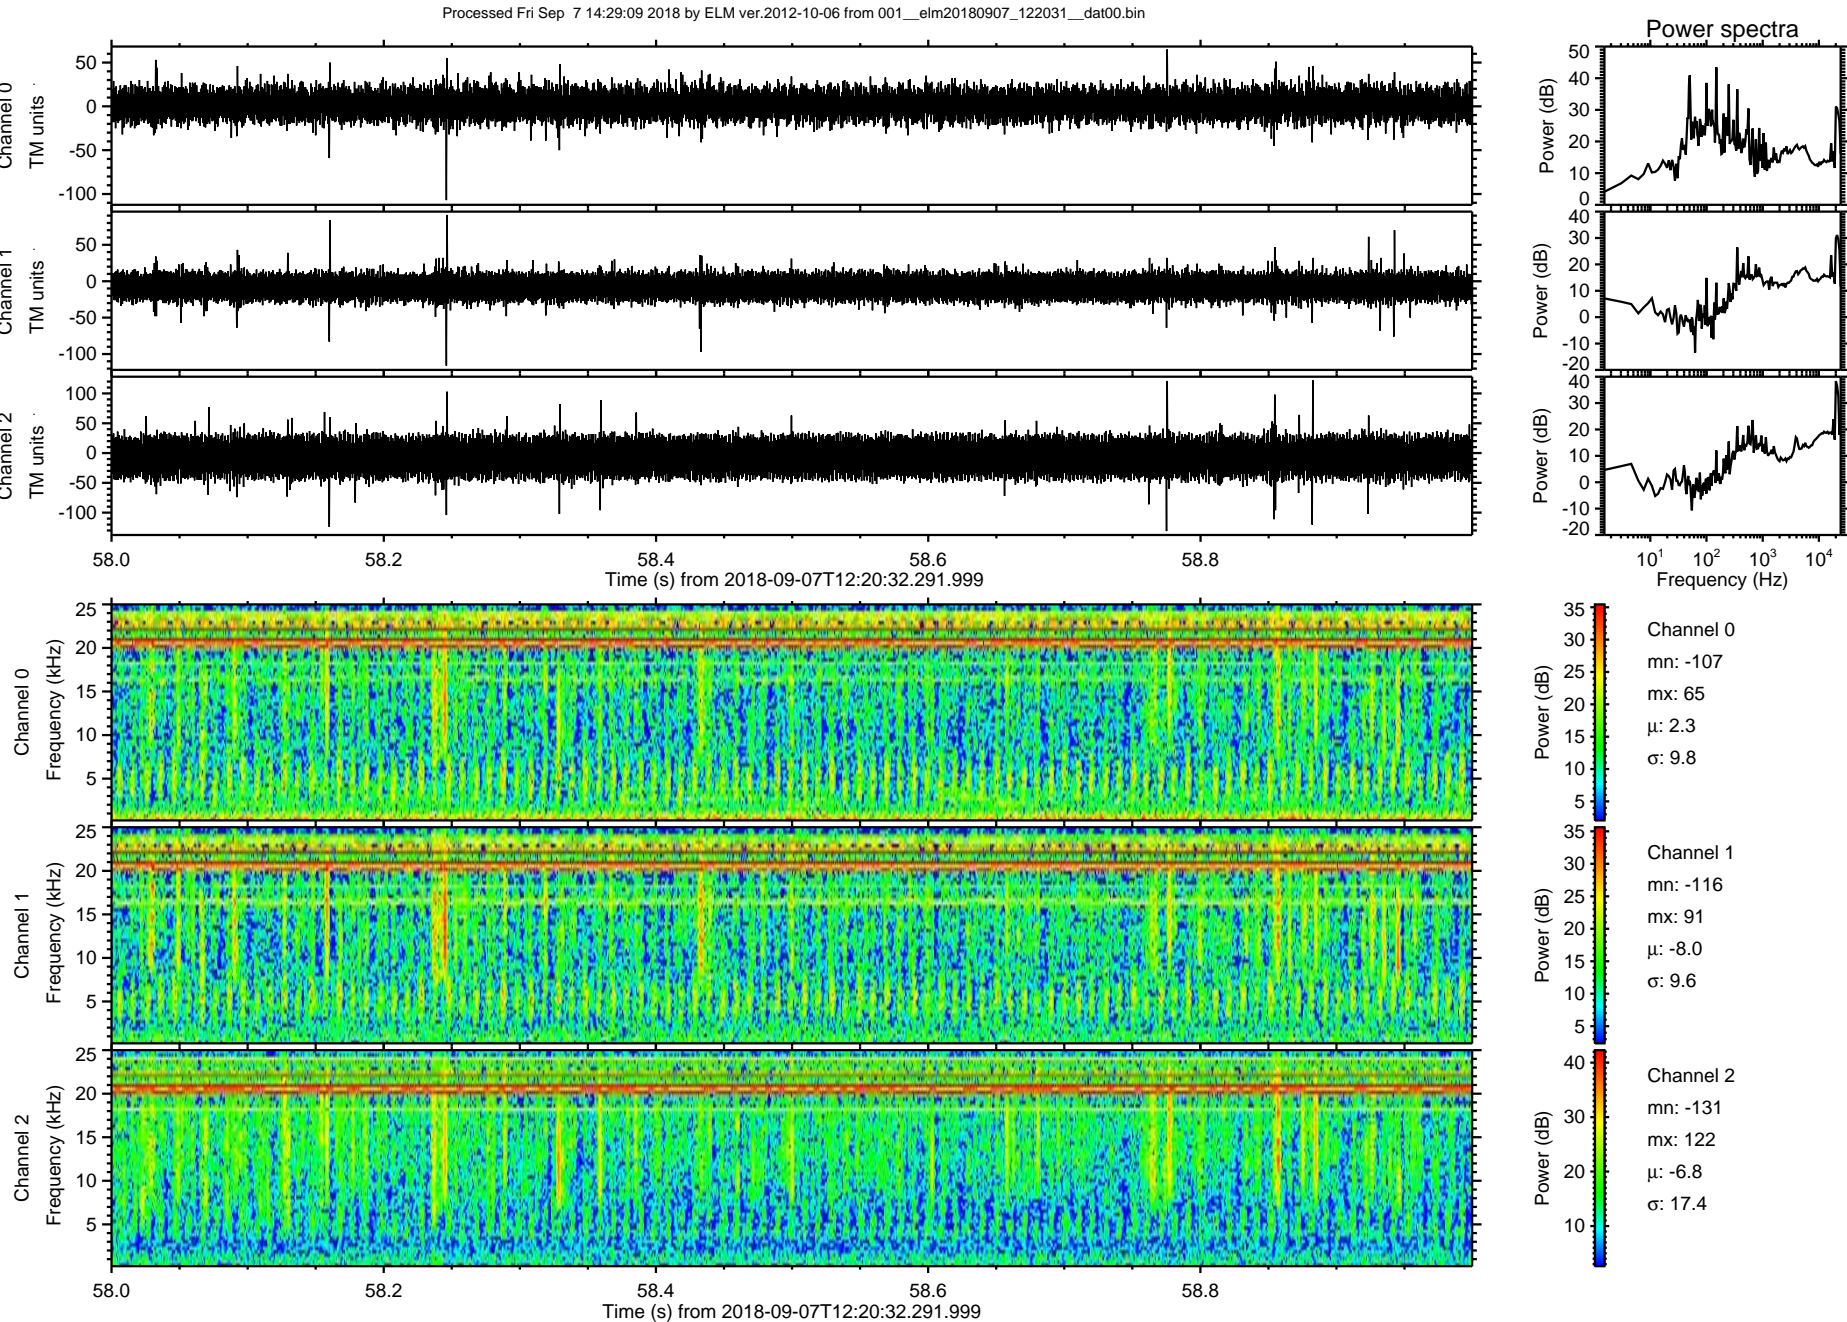 Processed Fri Sep  7 14:29:09 2018 by ELM ver.2012-10-06 from 001__elm20180907_122031__dat00.bin
Power spectra
Channel 0
TM units
50
0
-50
-100
Power (dB)
50
40
30
20
10
0
Channel 1
TM units
50
0
-50
-100
Power (dB)
40
30
20
10
0
-10
-20
Channel 2
TM units
100
50
0
-50
-100
Power (dB)
40
30
20
10
0
-10
-20
58.0 58.2 58.4 58.6 58.8
Time (s) from 2018-09-07T12:20:32.291.999
10^1 10^2 10^3 10^4
Frequency (Hz)
Channel 0
Frequency (kHz)
25
20
15
10
5
Power (dB)
35
30
25
20
15
10
5
Channel 0
mn: -107
mx: 65
μ: 2.3
σ: 9.8
Channel 1
Frequency (kHz)
25
20
15
10
5
Power (dB)
35
30
25
20
15
10
5
Channel 1
mn: -116
mx: 91
μ: -8.0
σ: 9.6
Channel 2
Frequency (kHz)
25
20
15
10
5
Power (dB)
40
30
20
10
Channel 2
mn: -131
mx: 122
μ: -6.8
σ: 17.4
58.0 58.2 58.4 58.6 58.8
Time (s) from 2018-09-07T12:20:32.291.999